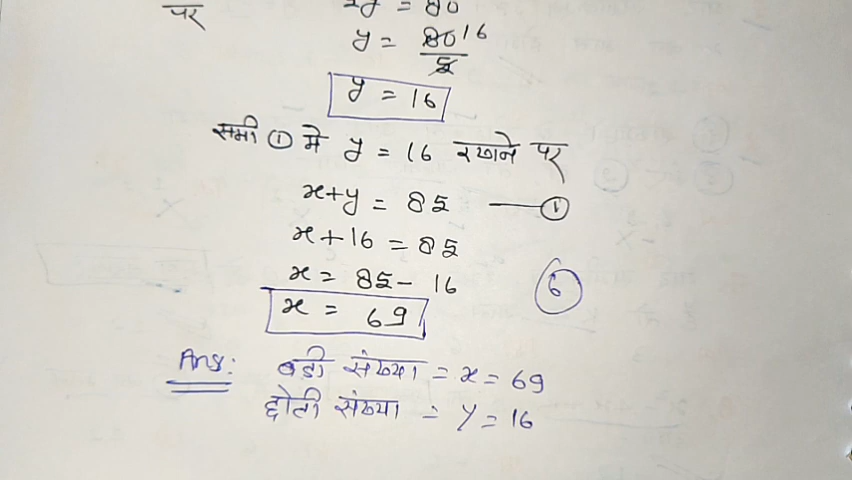 पर
y = 80 16
5
y = 16
समी ① में y = 16 रखने पर
x+y = 85 —— ①
x+16 = 85
x = 85- 16
6
x = 69
Ans: बड़ी संख्या = x = 69
छोटी संख्या = y = 16